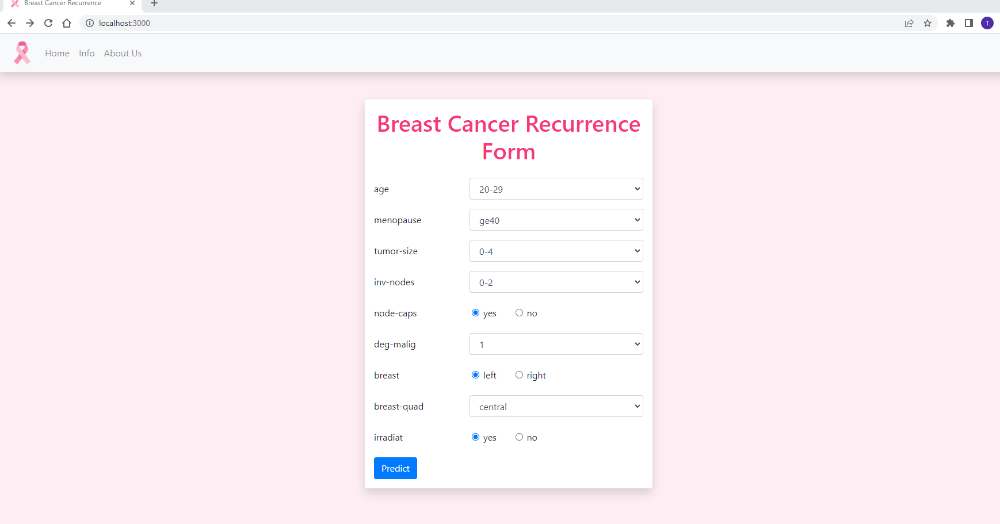 Breast Cancer Recurrence
localhost:3000
t
Home Info About Us
Breast Cancer Recurrence
Form
age 20-29
menopause ge40
tumor-size 0-4
inv-nodes 0-2
node-caps yes no
deg-malig 1
breast left right
breast-quad central
irradiat yes no
Predict